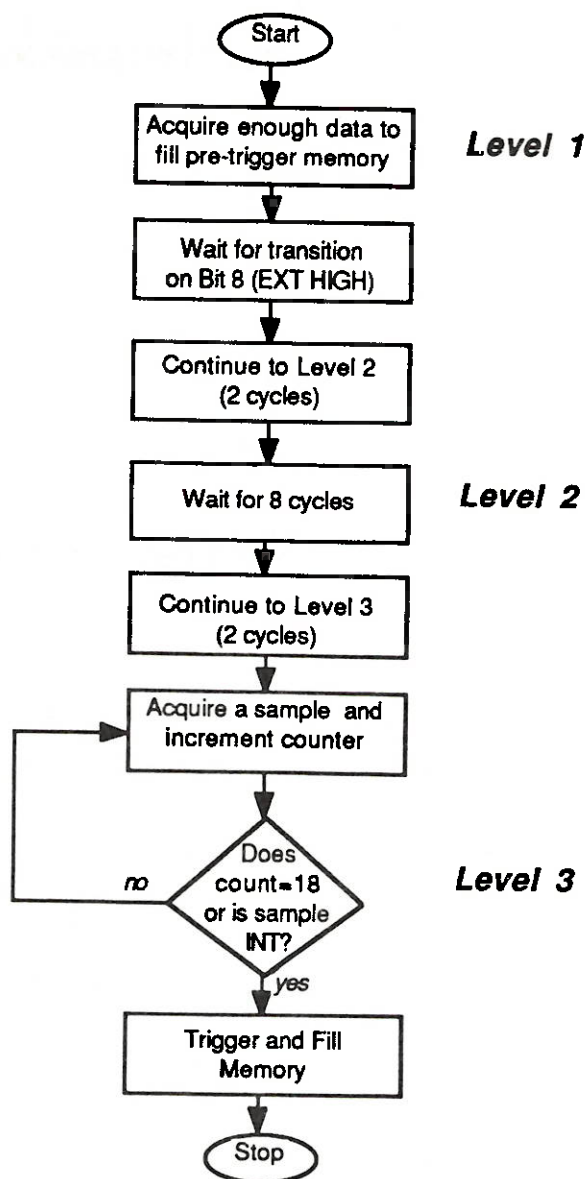 Start
Acquire enough data to
fill pre-trigger memory
Level 1
Wait for transition
on Bit 8 (EXT HIGH)
Continue to Level 2
(2 cycles)
Wait for 8 cycles
Level 2
Continue to Level 3
(2 cycles)
Acquire a sample and
increment counter
Does
count=18
or is sample
INT?
no
Level 3
yes
Trigger and Fill
Memory
Stop